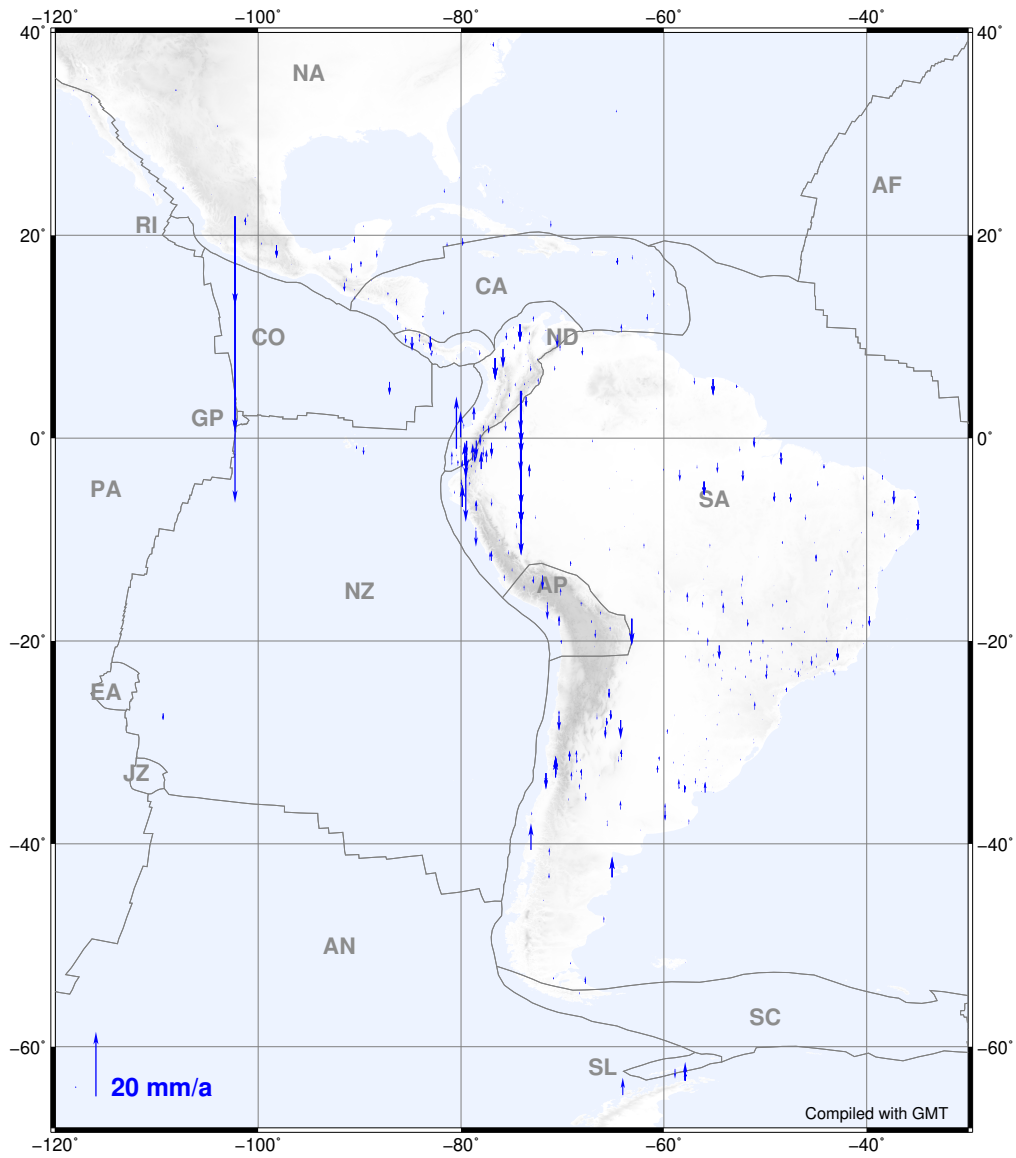 −120˚ −100˚ −80˚ −60˚ −40˚
40˚ 40˚
NA
AF
RI
20˚ 20˚
CA
CO ND
GP
0˚ 0˚
PA SA
NZ AP
−20˚ −20˚
EA
JZ
−40˚ −40˚
AN
SC
−60˚ −60˚
SL
20 mm/a
Compiled with GMT
−120˚ −100˚ −80˚ −60˚ −40˚